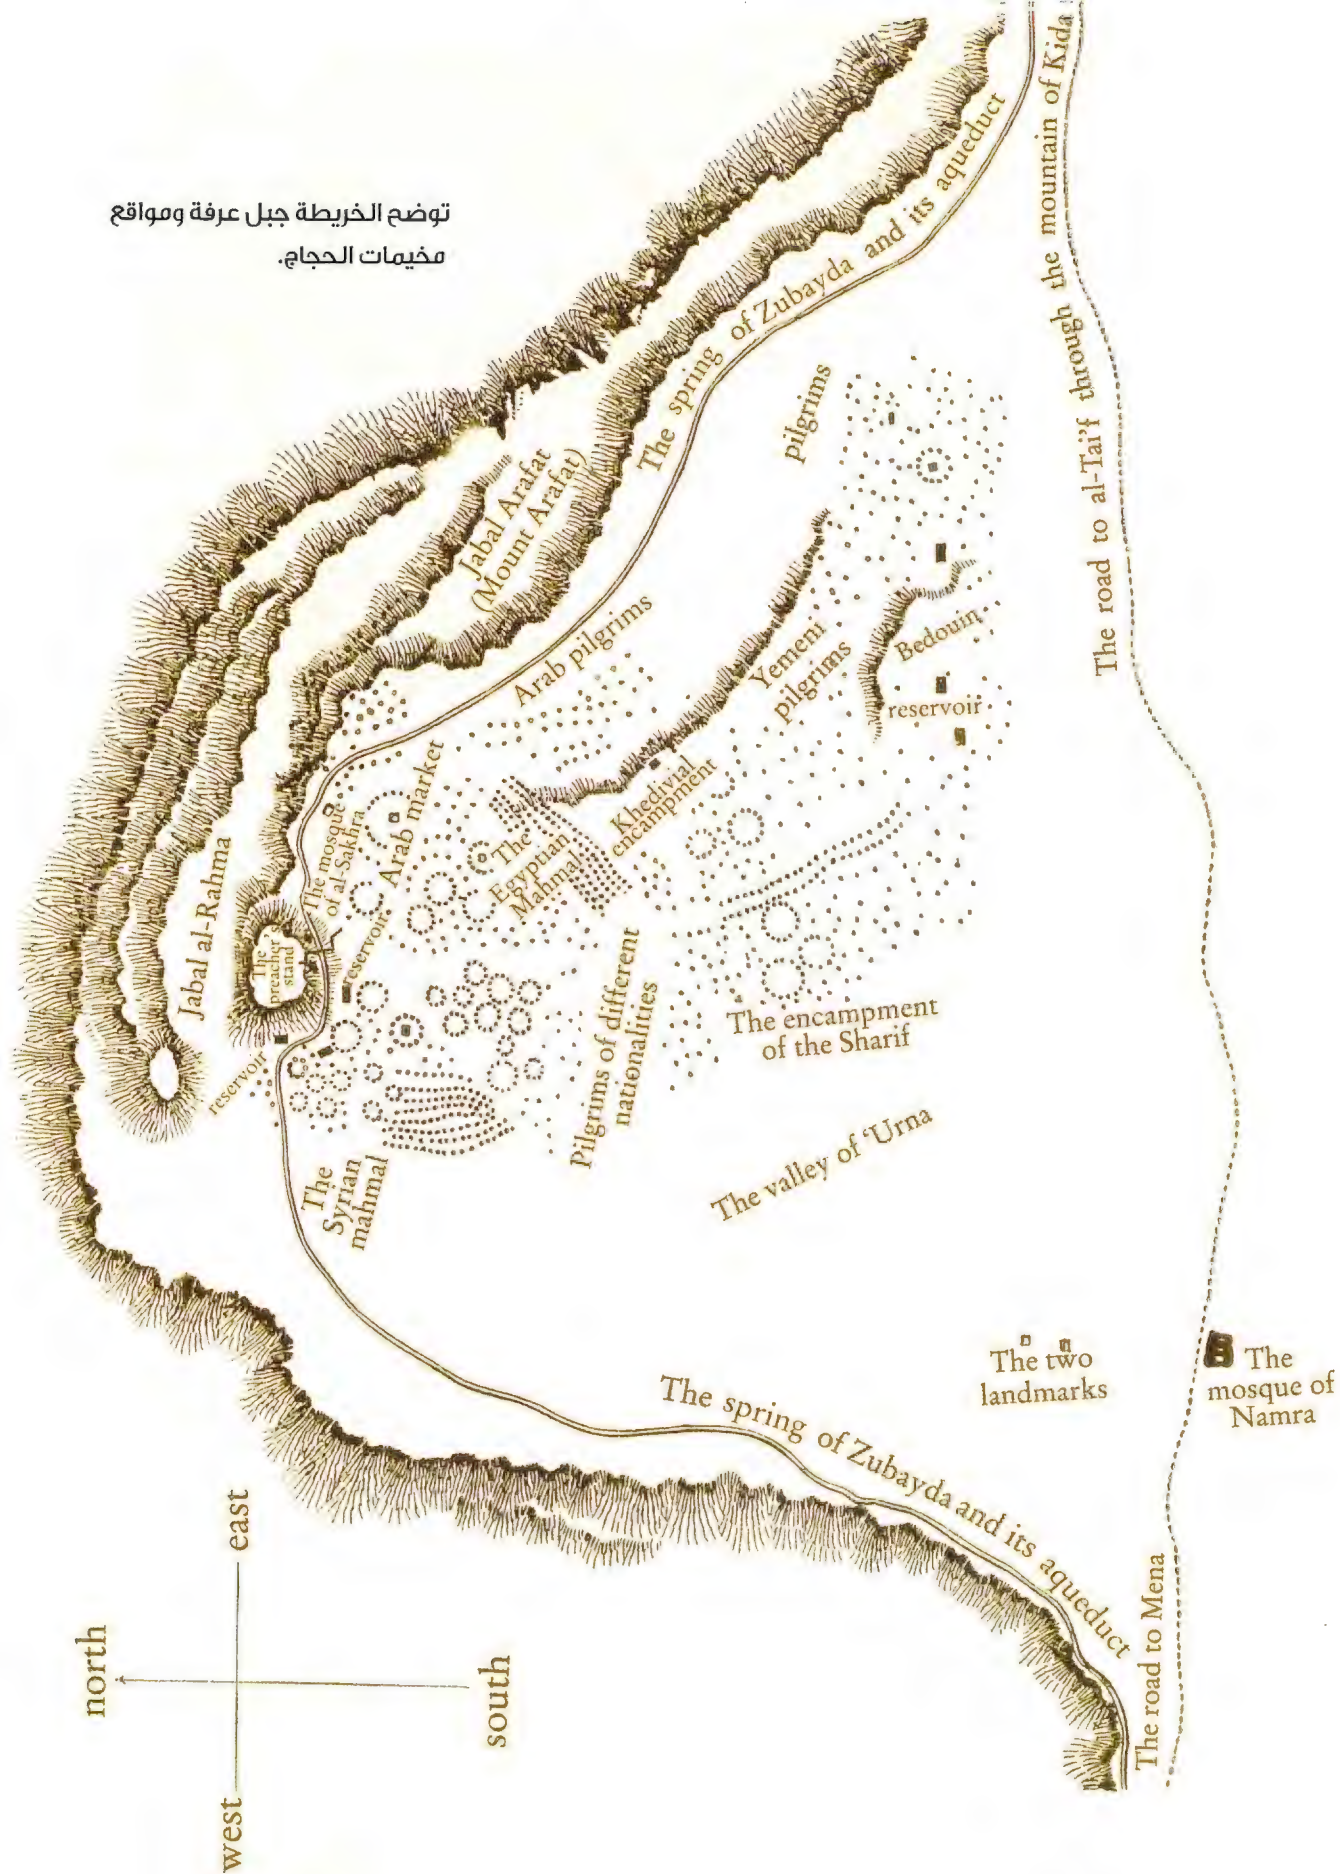 توضح الخريطة جبل عرفة ومواقع
مخيمات الحجاج.
The road to al-Tai'f through the mountain of Kida
The spring of Zubayda and its aqueduct
pilgrims
Jabal Arafat
(Mount Arafat)
Arab pilgrims
Yemeni
pilgrims
Bedouin
reservoir
Khedivial
encampment
Arab market
The mosque
of al-Sakhra
The
Egyptian
Mahmal
Jabal al-Rahma
The
preacher's
stand
reservoir
reservoir
Pilgrims of different
nationalities
The encampment
of the Sharif
The
Syrian
mahmal
The valley of 'Urna
The two
landmarks
The
mosque of
Namra
The spring of Zubayda and its aqueduct
The road to Mena
east
north
south
west